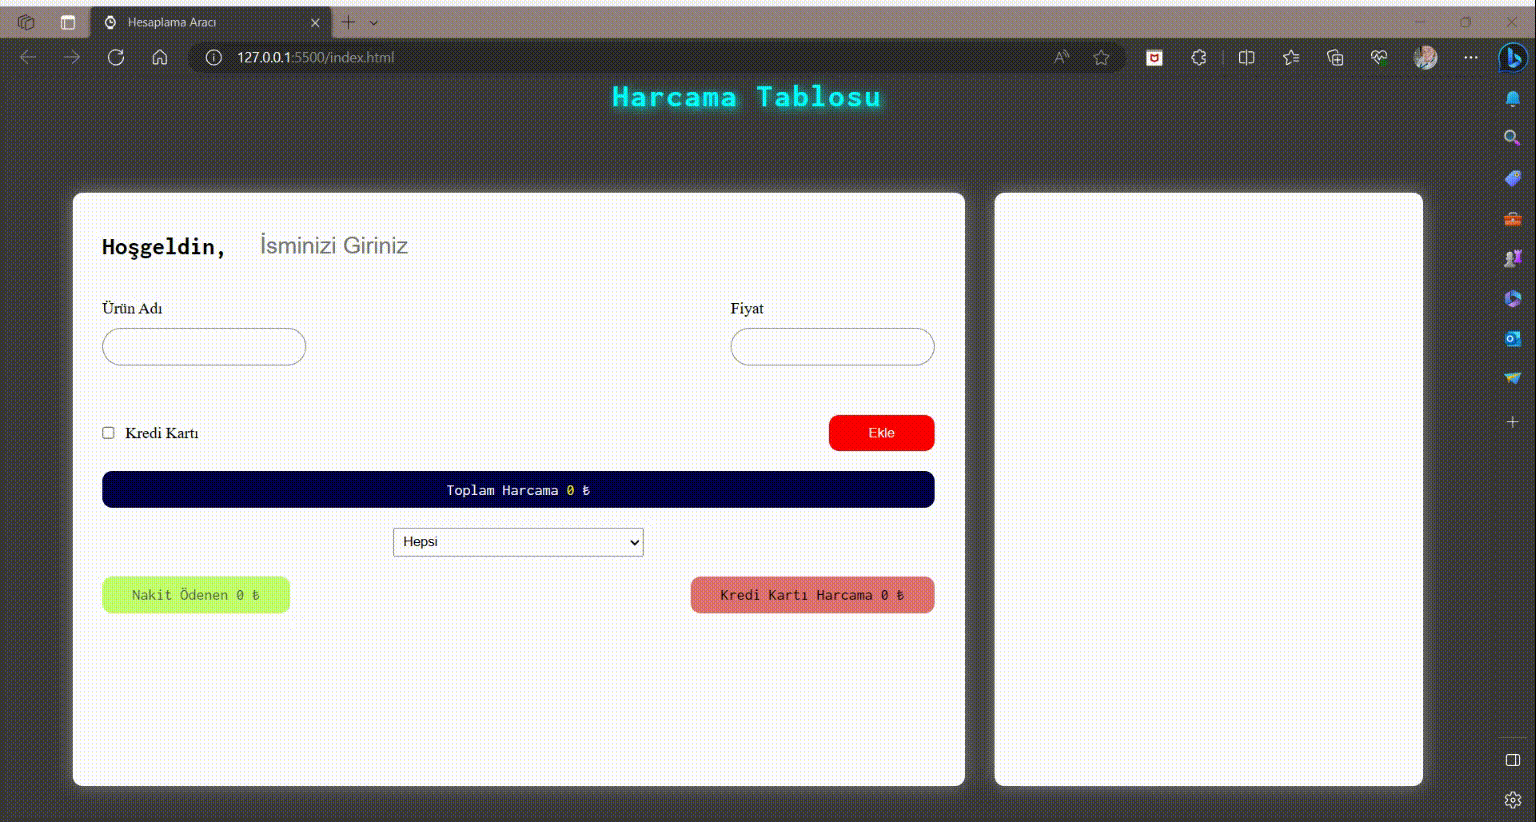 Hesaplama Aracı
127.0.0.1:5500/index.html
Harcama Tablosu
Hoşgeldin, İsminizi Giriniz
Ürün Adı Fiyat
Kredi Kartı Ekle
Toplam Harcama 0 ₺
Hepsi
Nakit Ödenen 0 ₺ Kredi Kartı Harcama 0 ₺